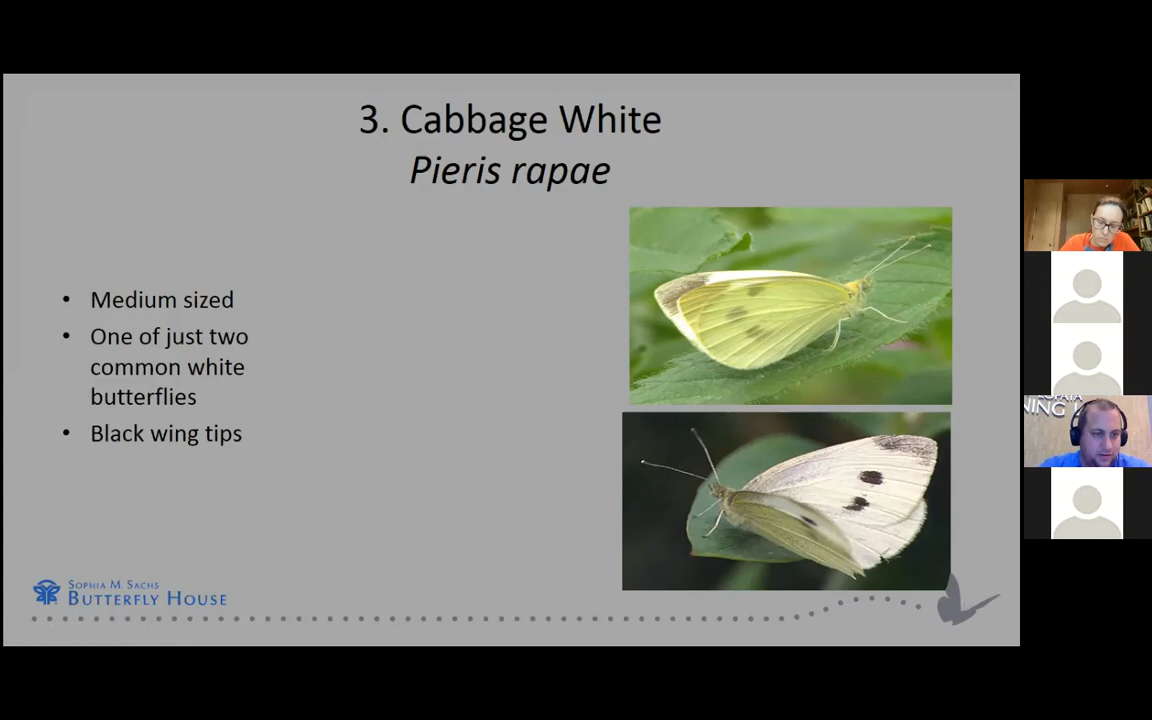 3. Cabbage White
Pieris rapae
• Medium sized
• One of just two
common white
butterflies
• Black wing tips
SOPHIA M. SACHS
BUTTERFLY HOUSE